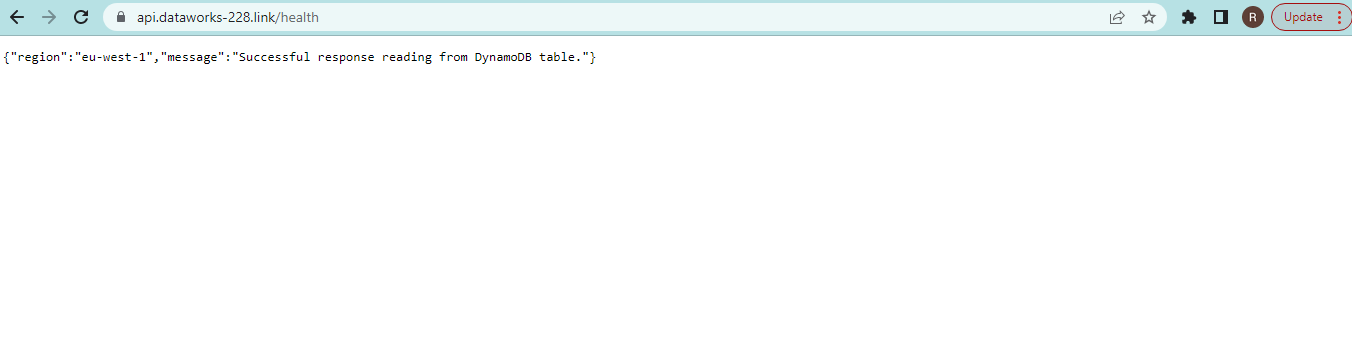 api.dataworks-228.link/health
R
Update
{"region":"eu-west-1","message":"Successful response reading from DynamoDB table."}